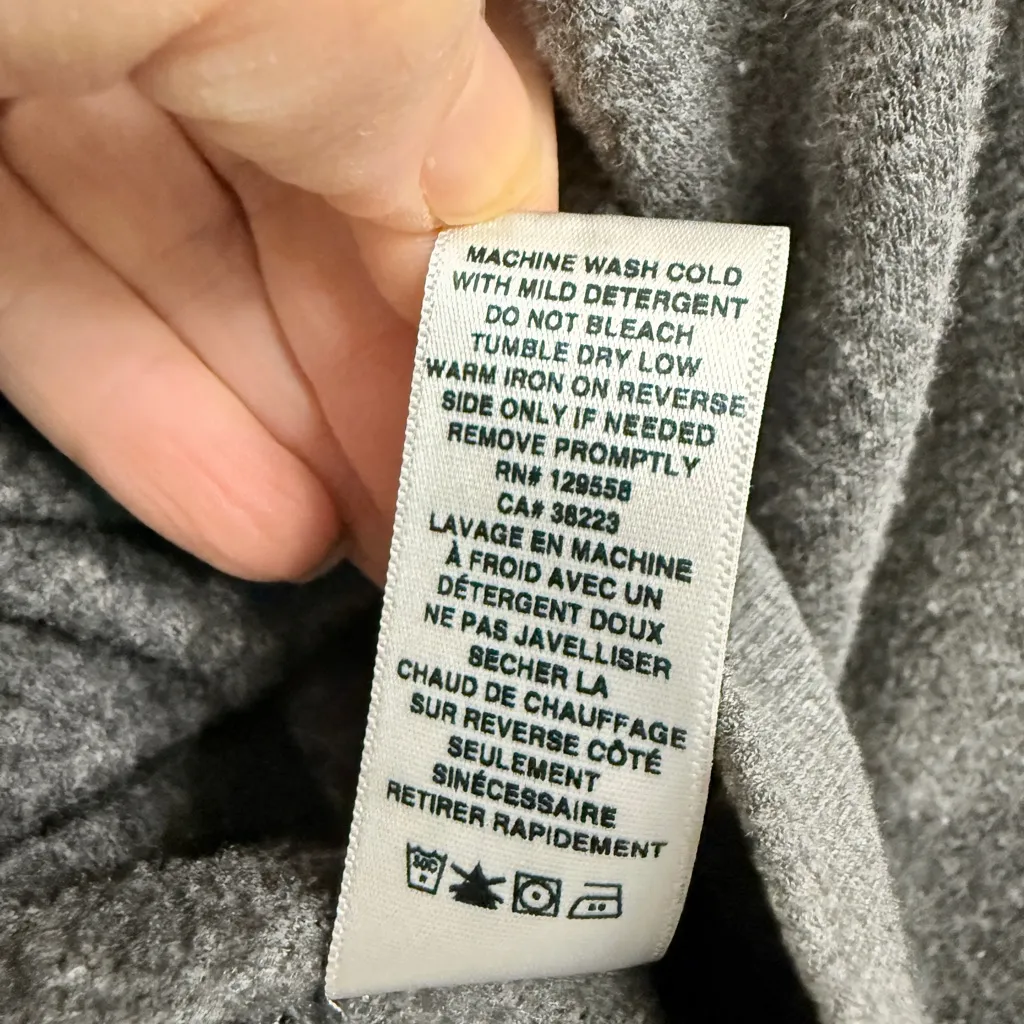 MACHINE WASH COLD
WITH MILD DETERGENT
DO NOT BLEACH
TUMBLE DRY LOW
WARM IRON ON REVERSE
SIDE ONLY IF NEEDED
REMOVE PROMPTLY
RN# 129558
CA# 38223
LAVAGE EN MACHINE
À FROID AVEC UN
DÉTERGENT DOUX
NE PAS JAVELLISER
SECHER LA
CHAUD DE CHAUFFAGE
SUR REVERSE CÔTÉ
SEULEMENT
SINÉCESSAIRE
RETIRER RAPIDEMENT
30C